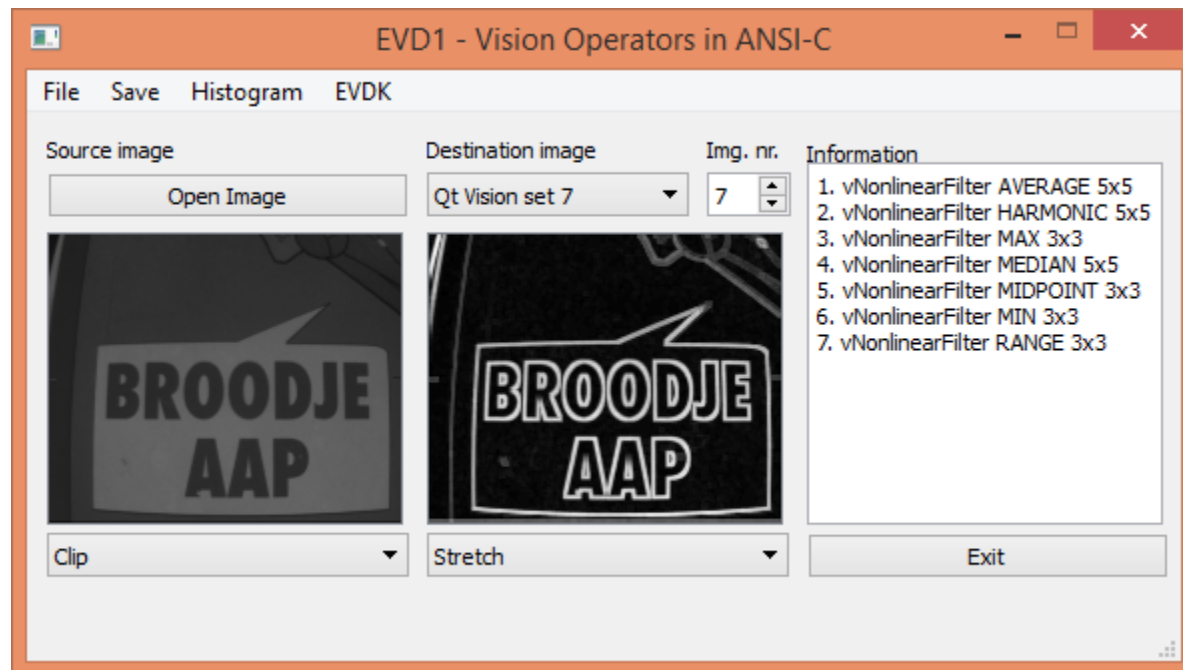 EVD1 - Vision Operators in ANSI-C
File Save Histogram EVDK
Source image
Destination image
Img. nr.
Information
Open Image
Qt Vision set 7
7
1. vNonlinearFilter AVERAGE 5x5
2. vNonlinearFilter HARMONIC 5x5
3. vNonlinearFilter MAX 3x3
4. vNonlinearFilter MEDIAN 5x5
5. vNonlinearFilter MIDPOINT 3x3
6. vNonlinearFilter MIN 3x3
7. vNonlinearFilter RANGE 3x3
BROODJE
AAP
BROODJE
AAP
Clip
Stretch
Exit